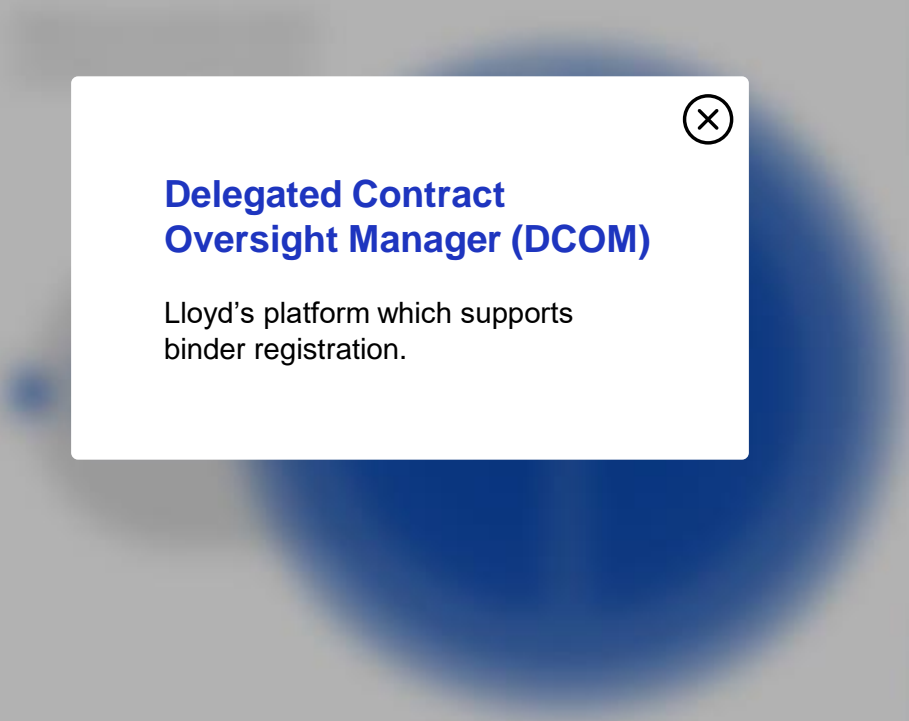 Delegated Contract
Oversight Manager (DCOM)
Lloyd’s platform which supports
binder registration.